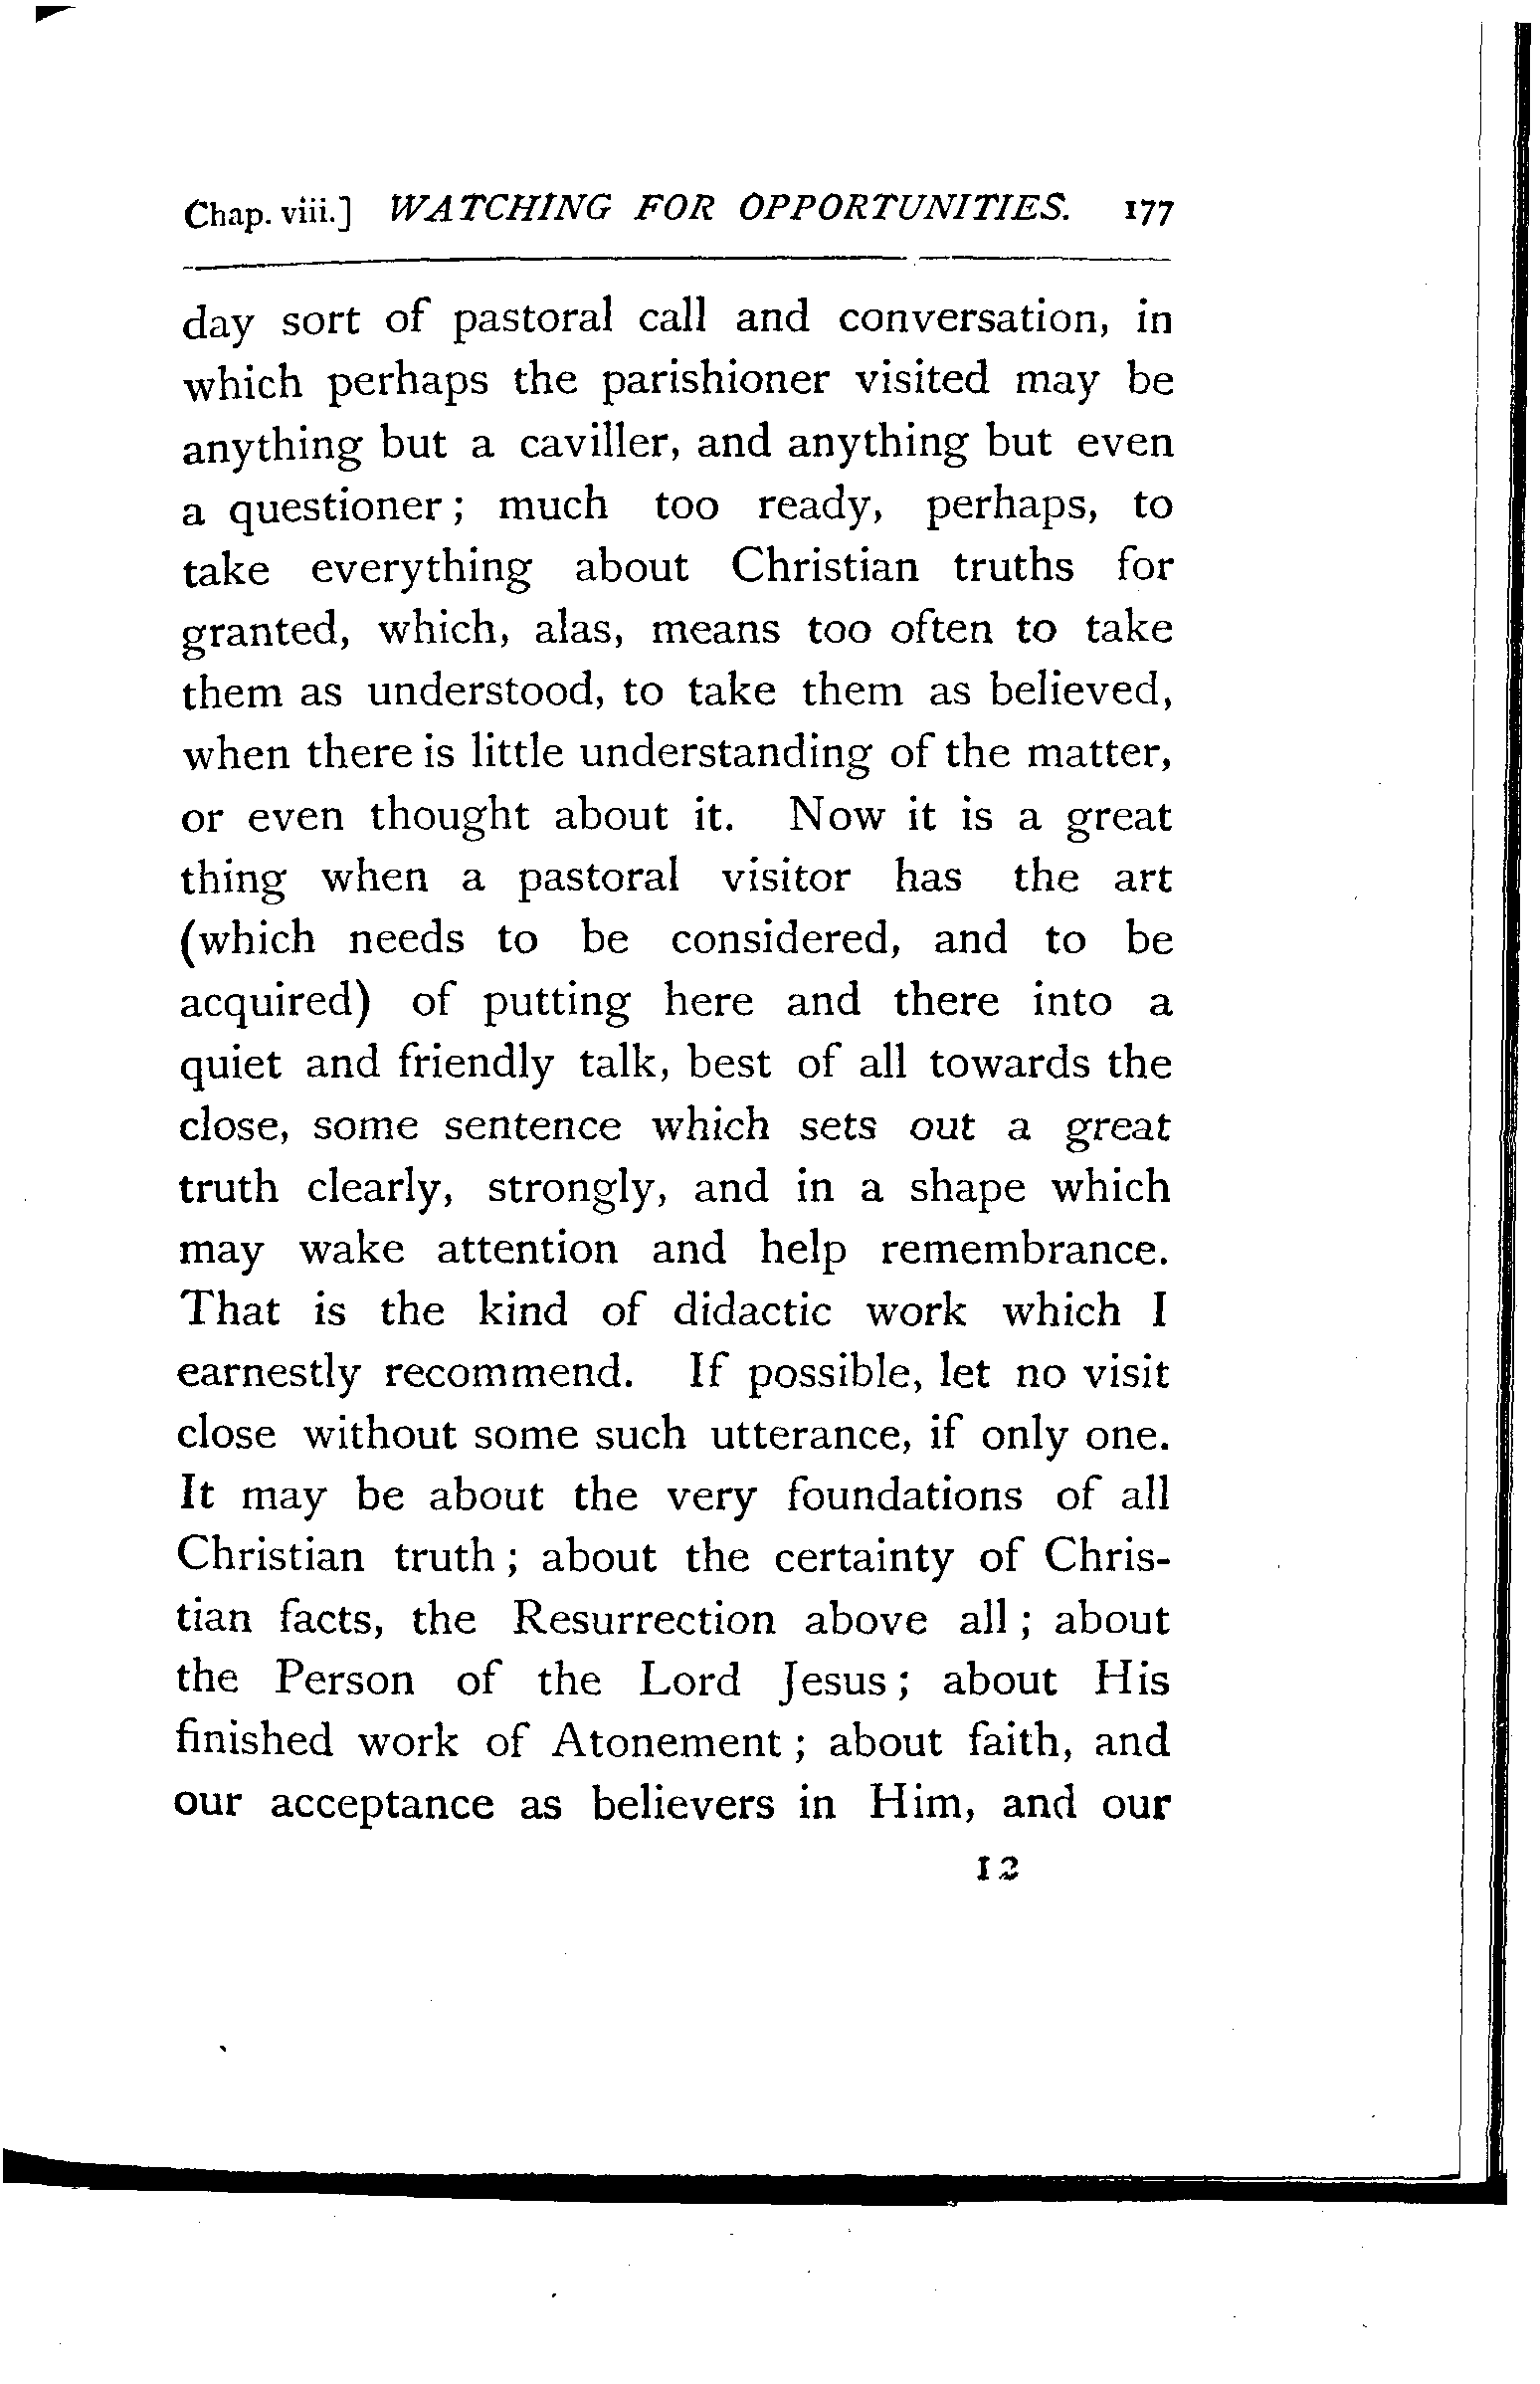 Chap. viii.] WATCHING FOR OPPORTUNITIES. 177
day sort of pastoral call and conversation, in
which perhaps the parishioner visited may be
anything but a caviller, and anything but even
a questioner; much too ready, perhaps, to
take everything about Christian truths for
granted, which, alas, means too often to take
them as understood, to take them as believed,
when there is little understanding of the matter,
or even thought about it. Now it is a great
thing when a pastoral visitor has the art
(which needs to be considered, and to be
acquired) of putting here and there into a
quiet and friendly talk, best of all towards the
close, some sentence which sets out a great
truth clearly, strongly, and in a shape which
may wake attention and help remembrance.
That is the kind of didactic work which I
earnestly recommend. If possible, let no visit
close without some such utterance, if only one.
It may be about the very foundations of all
Christian truth; about the certainty of Chris-
tian facts, the Resurrection above all; about
the Person of the Lord Jesus; about His
finished work of Atonement; about faith, and
our acceptance as believers in Him, and our
12